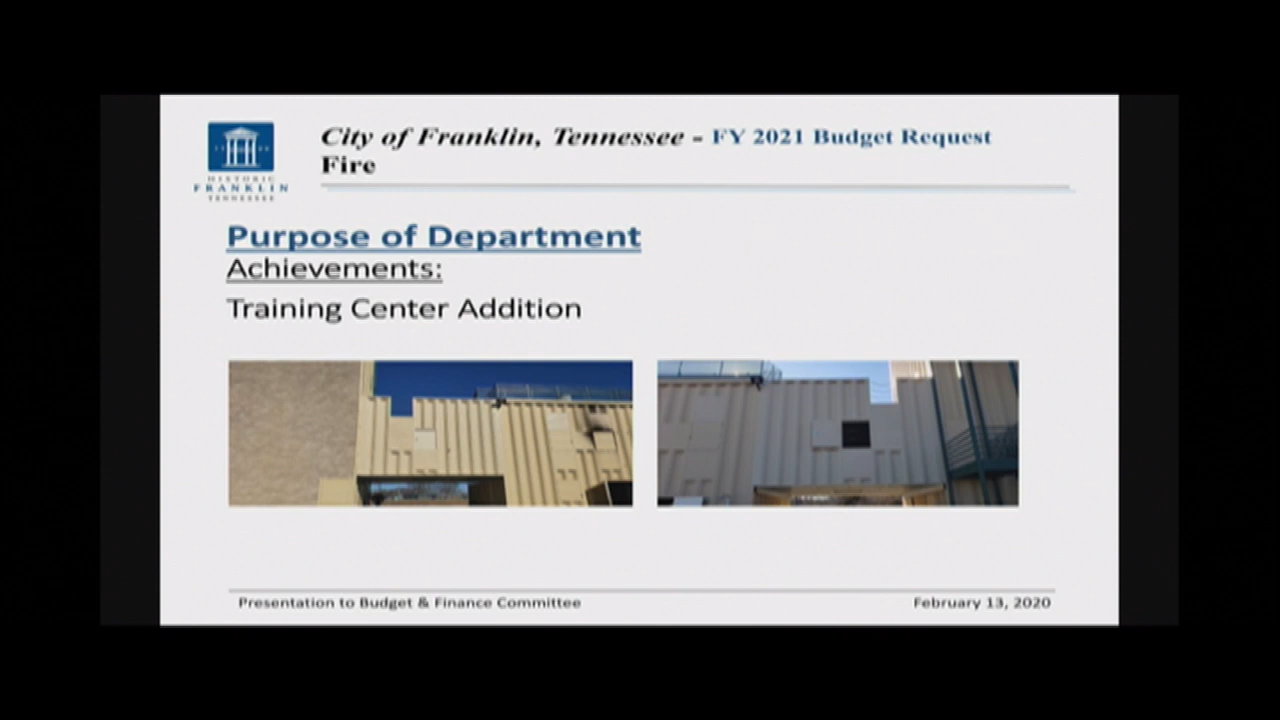 City of Franklin, Tennessee - FY 2021 Budget Request
Fire
HISTORIC
FRANKLIN
TENNESSEE
Purpose of Department
Achievements:
Training Center Addition
Presentation to Budget & Finance Committee
February 13, 2020